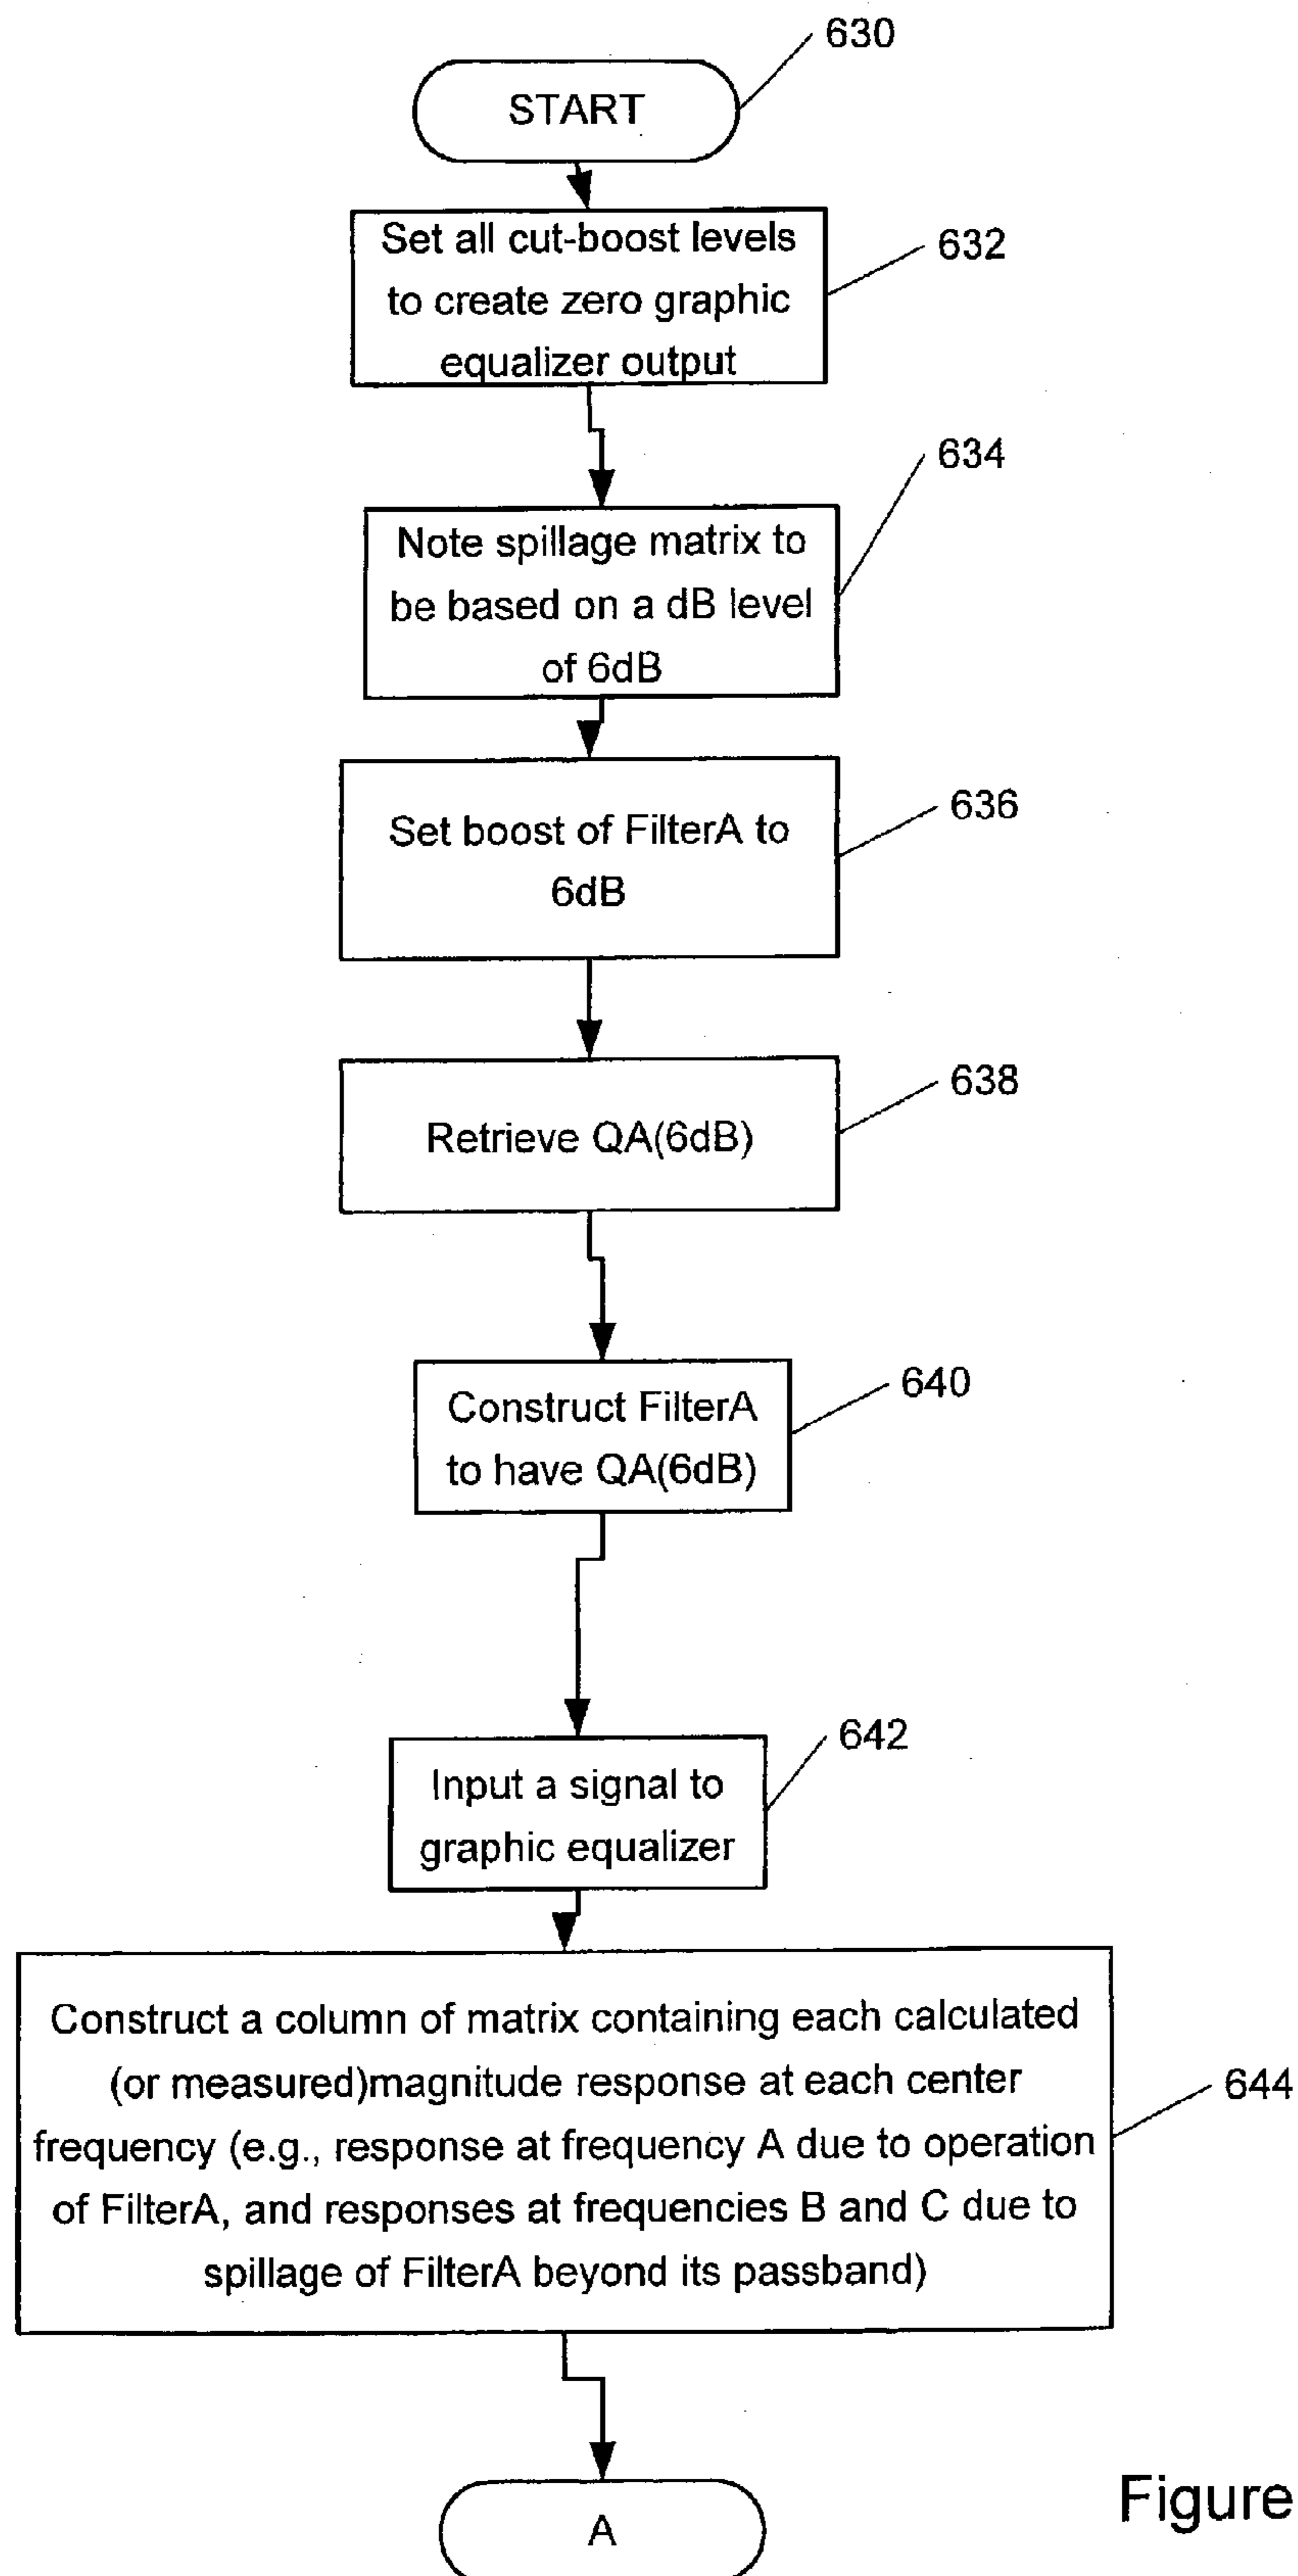 630
START
Set all cut-boost levels
to create zero graphic
equalizer output
632
634
Note spillage matrix to
be based on a dB level
of 6dB
636
Set boost of FilterA to
6dB
638
Retrieve QA(6dB)
640
Construct FilterA
to have QA(6dB)
642
Input a signal to
graphic equalizer
Construct a column of matrix containing each calculated
(or measured)magnitude response at each center
frequency (e.g., response at frequency A due to operation
of FilterA, and responses at frequencies B and C due to
spillage of FilterA beyond its passband)
644
A
Figure